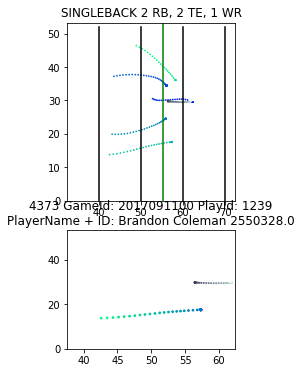 SINGLEBACK 2 RB, 2 TE, 1 WR
50
40
30
20
10
0
40 50 60 70
4373 GameId: 2017091100 PlayId: 1239
PlayerName + ID: Brandon Coleman 2550328.0
40
20
0
40 45 50 55 60